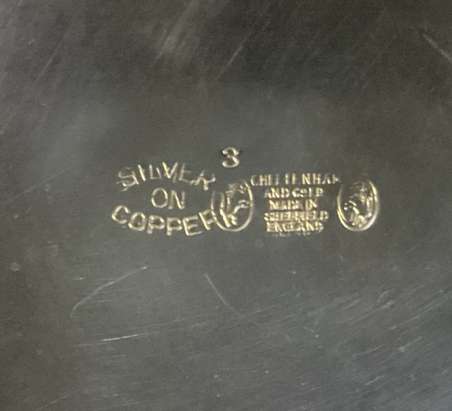 3
SILVER
ON
COPPER
CHELTENHAM
AND CO LD
MADE IN
SHEFFIELD
ENGLAND